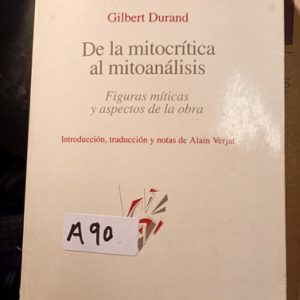 Gilbert Durand
De la mitocrítica
al mitoanálisis
Figuras míticas
y aspectos de la obra
Introducción, traducción y notas de Alain Verjat
A90